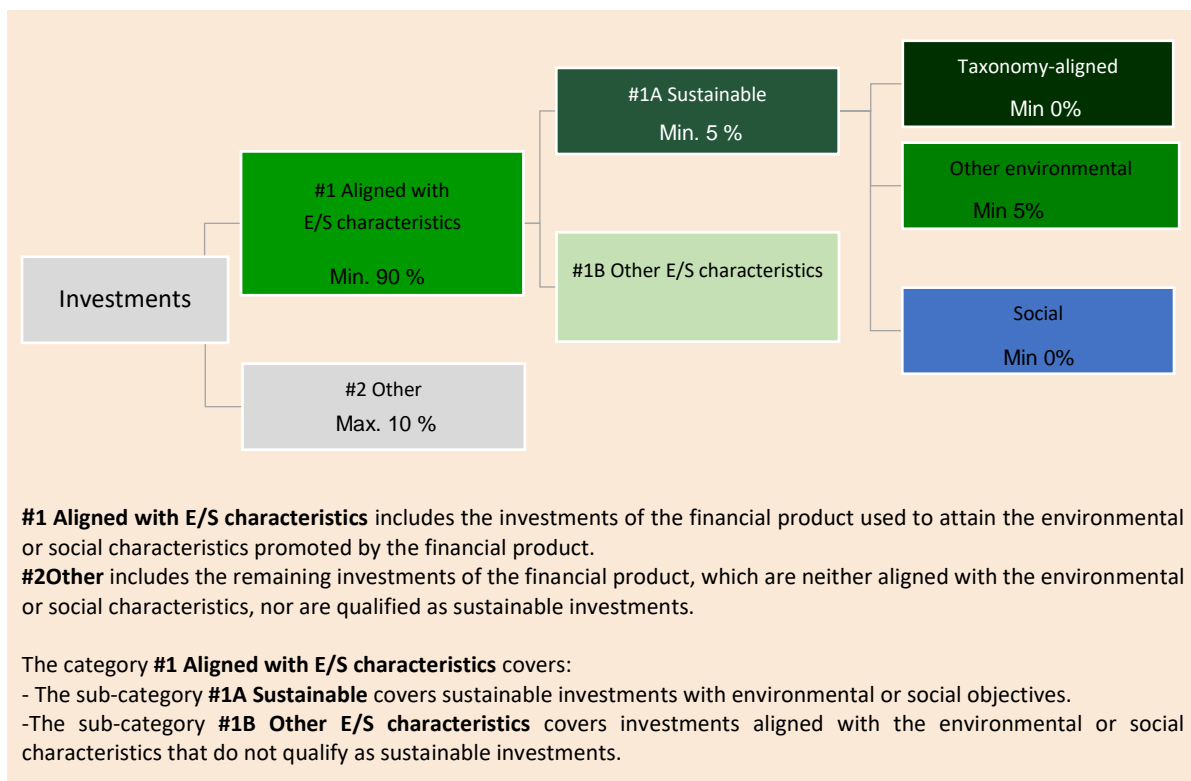 Investments
#1 Aligned with
E/S characteristics
Min. 90 %
#2 Other
Max. 10 %
#1A Sustainable
Min. 5 %
#1B Other E/S characteristics
Taxonomy-aligned
Min 0%
Other environmental
Min 5%
Social
Min 0%
#1 Aligned with E/S characteristics includes the investments of the financial product used to attain the environmental
or social characteristics promoted by the financial product.
#2Other includes the remaining investments of the financial product, which are neither aligned with the environmental
or social characteristics, nor are qualified as sustainable investments.
The category #1 Aligned with E/S characteristics covers:
- The sub-category #1A Sustainable covers sustainable investments with environmental or social objectives.
-The sub-category #1B Other E/S characteristics covers investments aligned with the environmental or social
characteristics that do not qualify as sustainable investments.